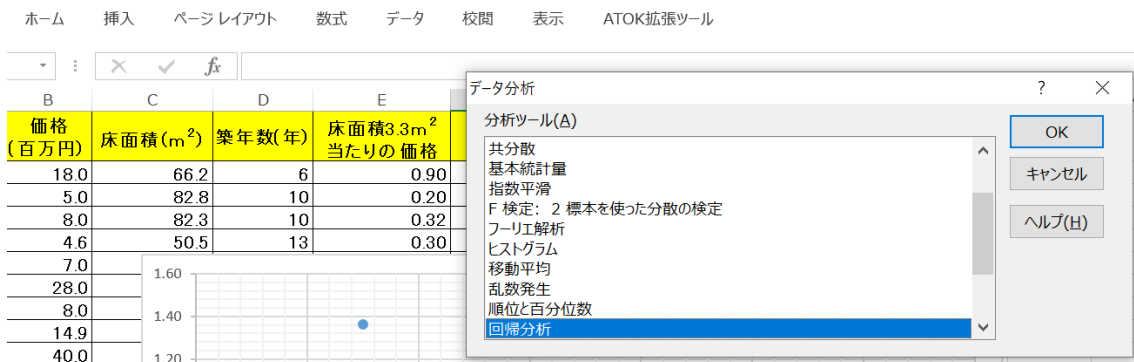 ホーム 挿入 ページ レイアウト 数式 データ 校閲 表示 ATOK拡張ツール
fx
データ分析 ? ×
分析ツール(A)
共分散
基本統計量
指数平滑
F 検定: 2 標本を使った分散の検定
フーリエ解析
ヒストグラム
移動平均
乱数発生
順位と百分位数
回帰分析
OK
キャンセル
ヘルプ(H)
B C D E
価格 床面積(m²) 築年数(年) 床面積3.3m²
(百万円) 当たりの価格
18.0 66.2 6 0.90
5.0 82.8 10 0.20
8.0 82.3 10 0.32
4.6 50.5 13 0.30
7.0
28.0
8.0
14.9
40.0
1.60
1.40
1.20